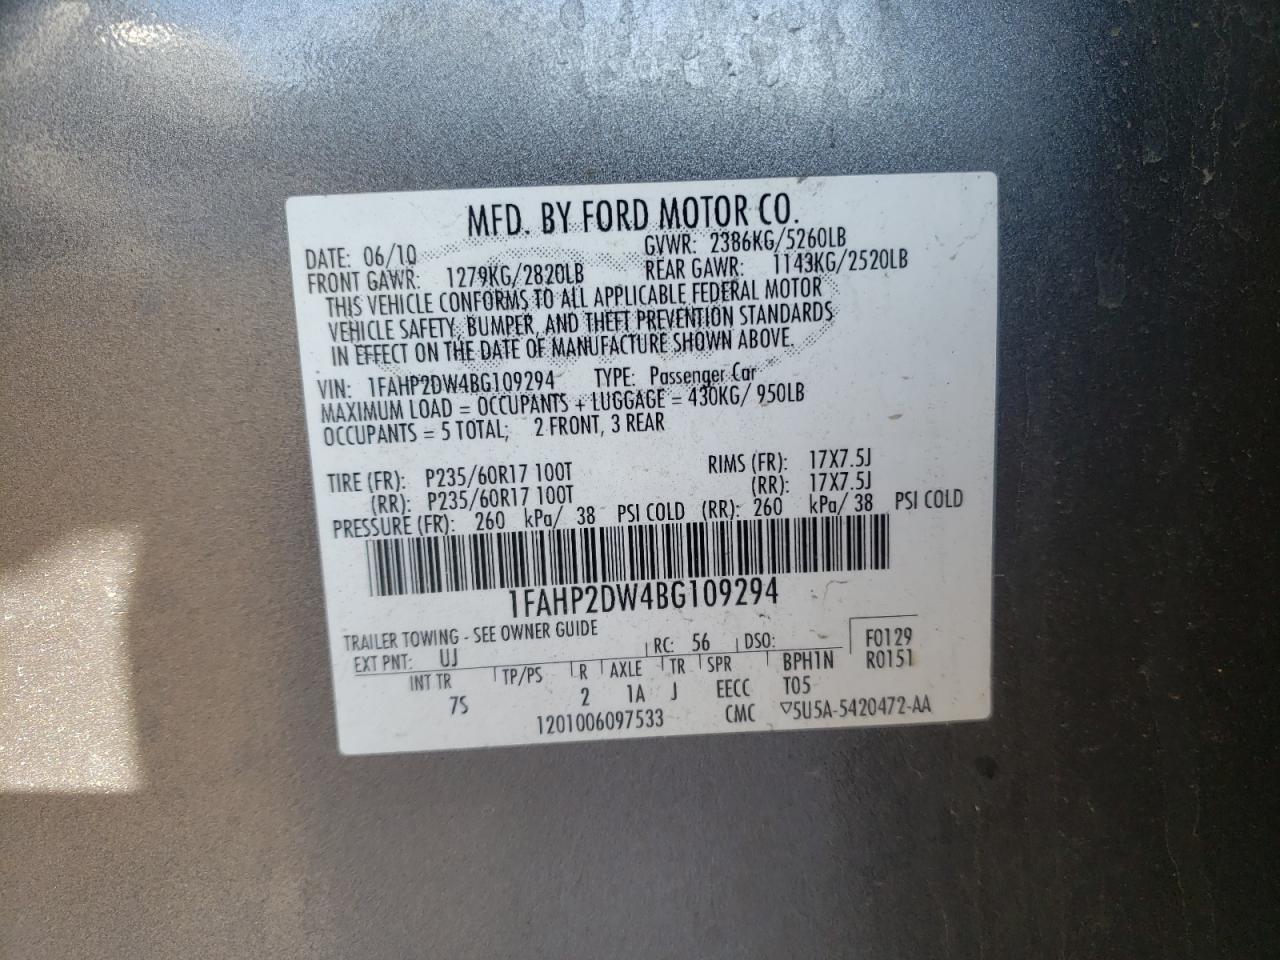 MFD. BY FORD MOTOR CO.
DATE: 06/10 GVWR: 2386KG/5260LB
FRONT GAWR: 1279KG/2820LB REAR GAWR: 1143KG/2520LB
THIS VEHICLE CONFORMS TO ALL APPLICABLE FEDERAL MOTOR
VEHICLE SAFETY, BUMPER, AND THEFT PREVENTION STANDARDS
IN EFFECT ON THE DATE OF MANUFACTURE SHOWN ABOVE.
VIN: 1FAHP2DW4BG109294 TYPE: Passenger Car
MAXIMUM LOAD = OCCUPANTS + LUGGAGE = 430KG/ 950LB
OCCUPANTS = 5 TOTAL; 2 FRONT, 3 REAR
TIRE (FR): P235/60R17 100T RIMS (FR): 17X7.5J
(RR): P235/60R17 100T (RR): 17X7.5J
PRESSURE (FR): 260 kPa/ 38 PSI COLD (RR): 260 kPa/ 38 PSI COLD
1FAHP2DW4BG109294
TRAILER TOWING - SEE OWNER GUIDE
EXT PNT: UJ RC: 56 DSO: F0129
INT TR TP/PS R AXLE TR SPR BPH1N R0151
7S 2 1A J EECC T05
1201006097533 CMC ▽5U5A-5420472-AA